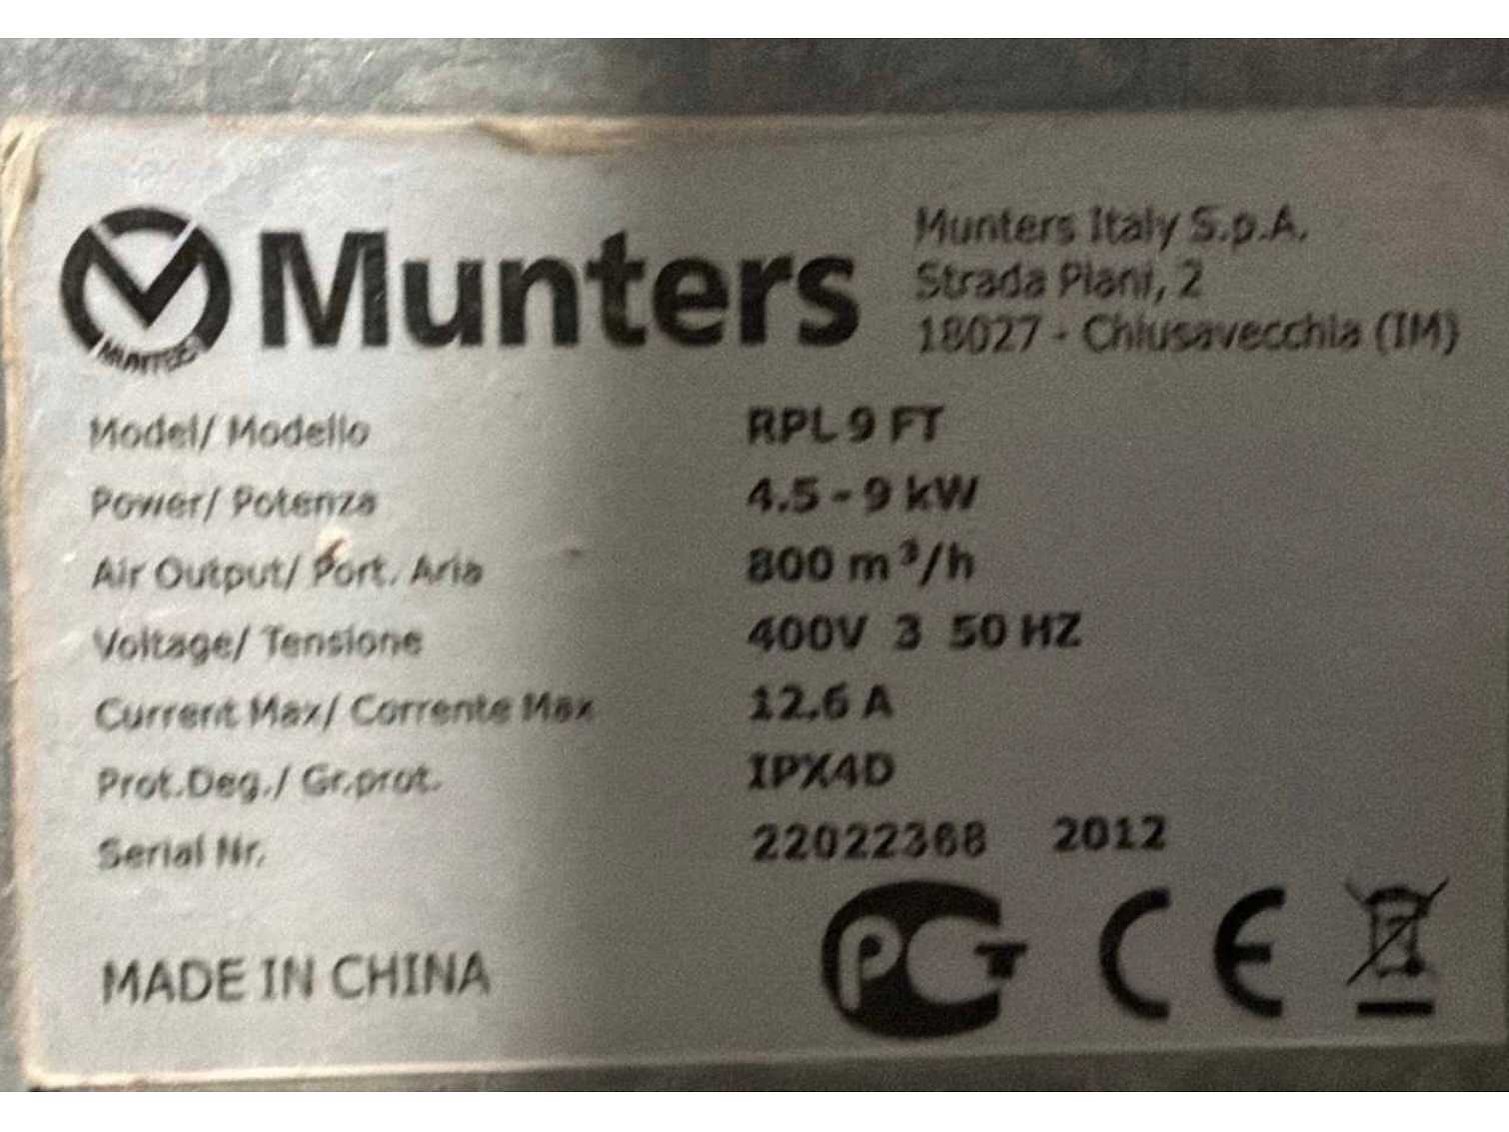 Munters
Munters Italy S.p.A.
Strada Piani, 2
18027 - Chiusavecchia (IM)
MUNTERS
Model/ Modello RPL 9 FT
Power/ Potenza 4.5 - 9 kW
Air Output/ Port. Aria 800 m³/h
Voltage/ Tensione 400V 3 50 HZ
Current Max/ Corrente Max 12.6 A
Prot.Deg./ Gr.prot. IPX4D
Serial Nr. 22022368 2012
MADE IN CHINA
PCT CE